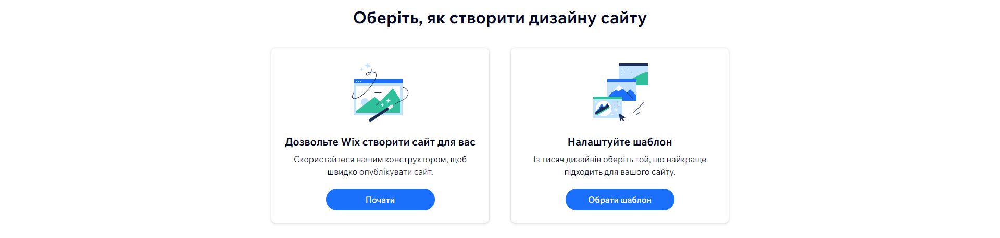 Оберіть, як створити дизайну сайту
Дозвольте Wix створити сайт для вас
Скористайтеся нашим конструктором, щоб
швидко опублікувати сайт.
Почати
Налаштуйте шаблон
Із тисяч дизайнів оберіть той, що найкраще
підходить для вашого сайту.
Обрати шаблон